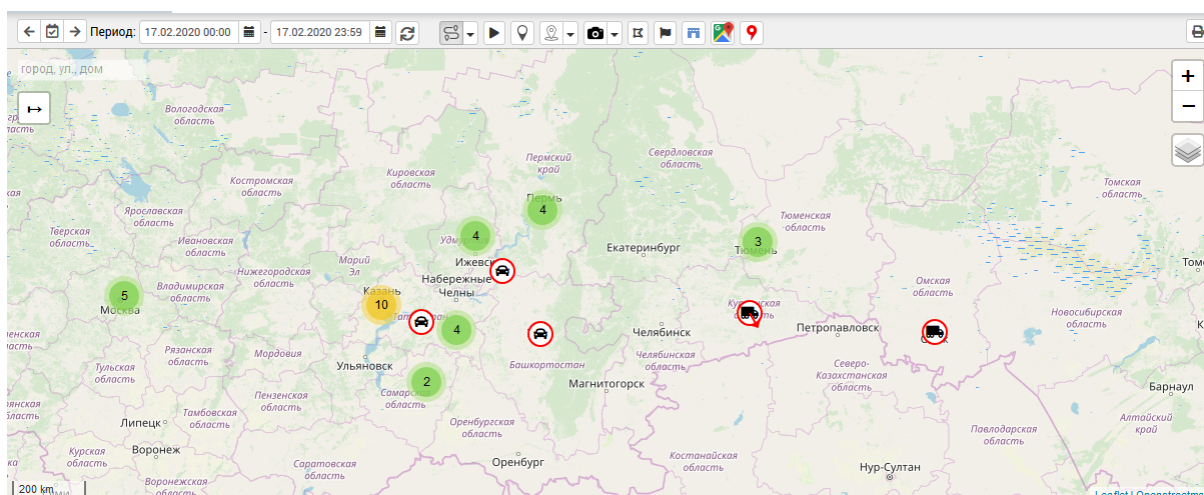 Период: 17.02.2020 00:00 - 17.02.2020 23:59
город, ул., дом
+
−
Вологодская
область
Пермский
край
Свердловская
область
Кировская
область
Костромская
область
Томская
область
Ярославская
область
Пермь
4
Тюменская
область
Тверская
область
Ивановская
область
4
Екатеринбург
3
Тюмень
Марий
Эл
Нижегородская
область
Набережные
Челны
Владимирская
область
5
Москва
Казань
10
Омская
область
Новосибирская
область
4
Челябинск
Петропавловск
Рязанская
область
Мордовия
Ульяновск
Башкортостан
Челябинская
область
Тульская
область
Северо-
Казахстанская
область
2
Самарская
область
Магнитогорск
Пензенская
область
Барнаул
Липецк
Тамбовская
область
Оренбургская
область
Алтайский
край
Павлодарская
область
Курская
область
Воронеж
Саратовская
область
Оренбург
Костанайская
область
Нур-Султан
Воронежская
область
200 km